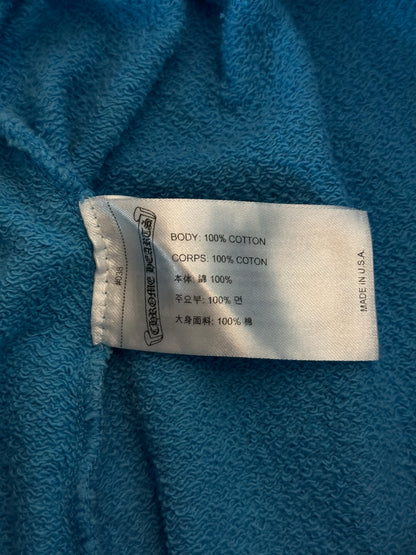 BODY: 100% COTTON
CORPS: 100% COTON
本体: 綿 100%
주요부: 100% 면
大身面料: 100% 棉
MADE IN U.S.A.
CHROME HEARTS
#038